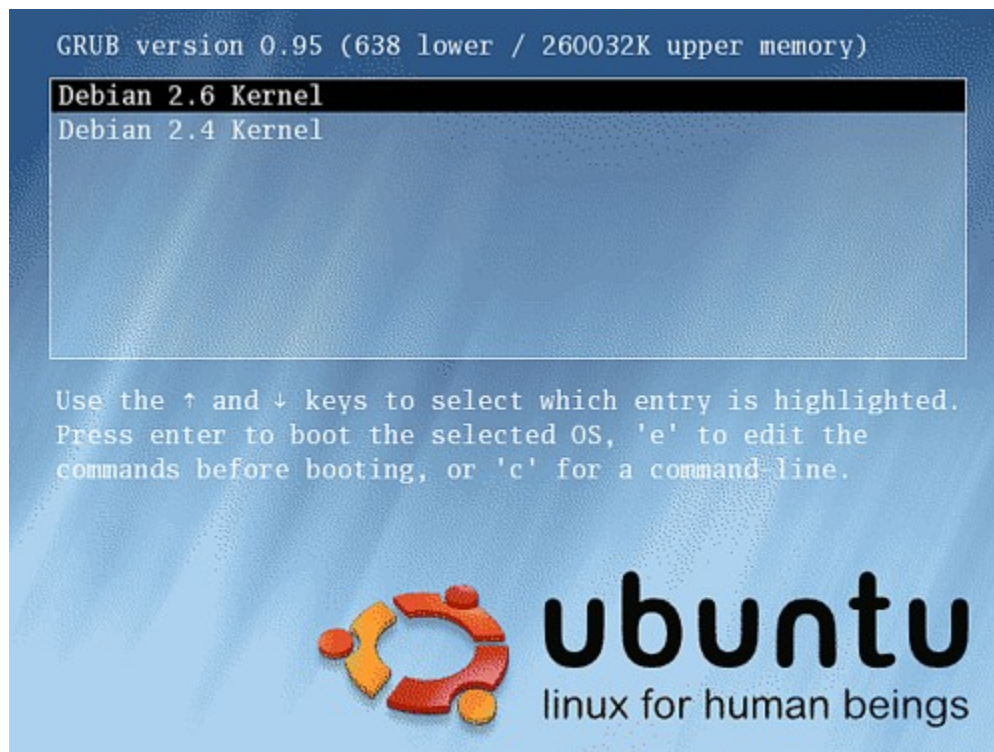 GRUB version 0.95 (638 lower / 260032K upper memory)
Debian 2.6 Kernel
Debian 2.4 Kernel
Use the ↑ and ↓ keys to select which entry is highlighted.
Press enter to boot the selected OS, 'e' to edit the
commands before booting, or 'c' for a command-line.
ubuntu
linux for human beings